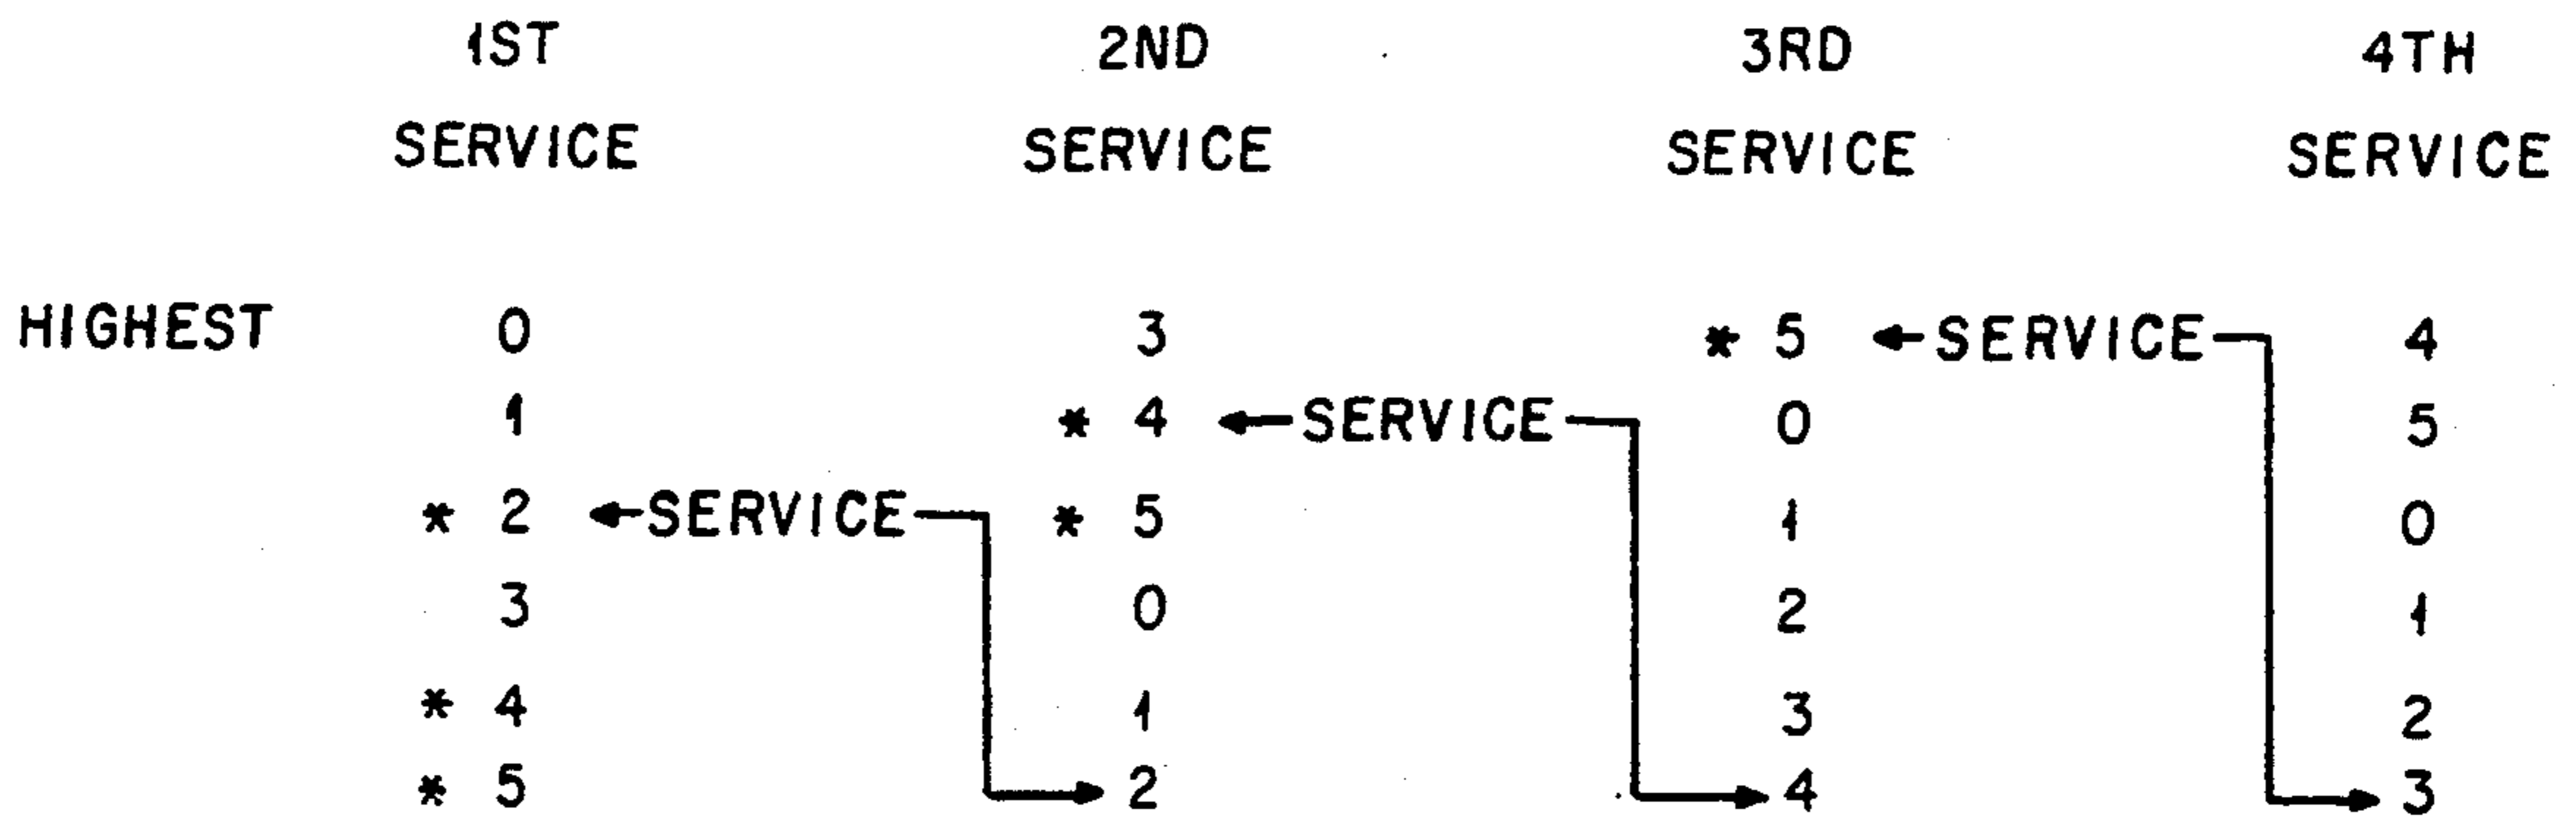 1ST 2ND 3RD 4TH
SERVICE SERVICE SERVICE SERVICE
HIGHEST 0 3 * 5 SERVICE 4
1 * 4 SERVICE 0 5
* 2 SERVICE * 5 1 0
3 0 2 1
* 4 1 3 2
* 5 2 4 3